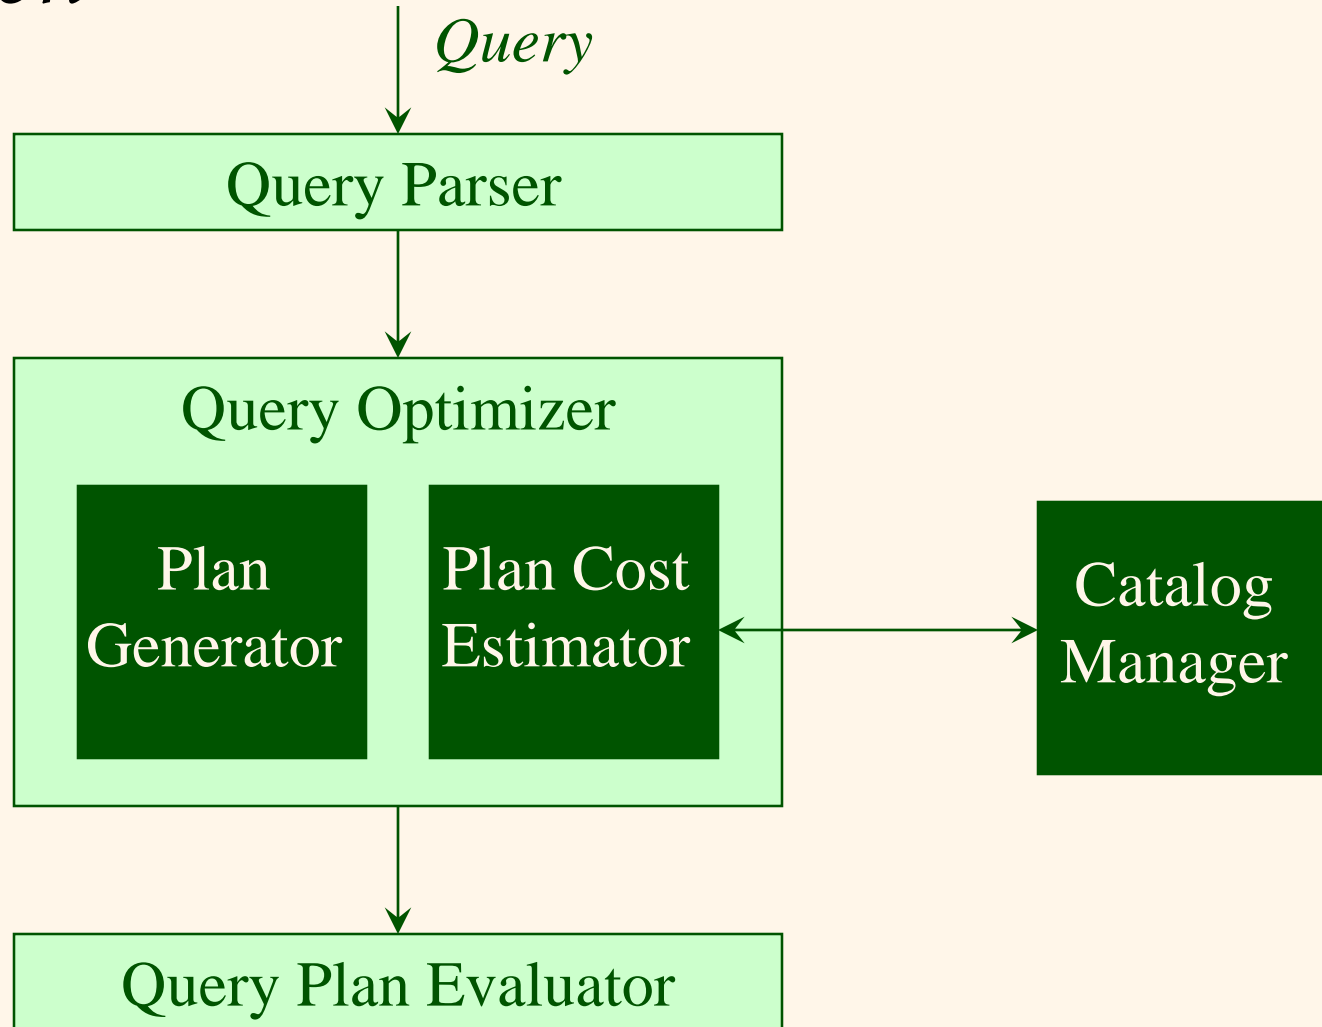 Query
Query Parser
Query Optimizer
Plan
Generator
Plan Cost
Estimator
Catalog
Manager
Query Plan Evaluator